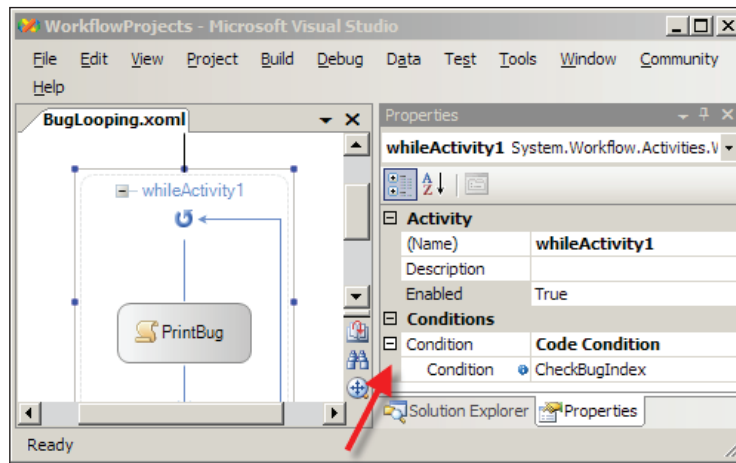 WorkflowProjects - Microsoft Visual Studio
File Edit View Project Build Debug Data Test Tools Window Community
Help
BugLooping.xoml
Properties
whileActivity1 System.Workflow.Activities.W
whileActivity1
Activity
(Name) whileActivity1
Description
Enabled True
Conditions
Condition Code Condition
Condition CheckBugIndex
PrintBug
Solution Explorer Properties
Ready